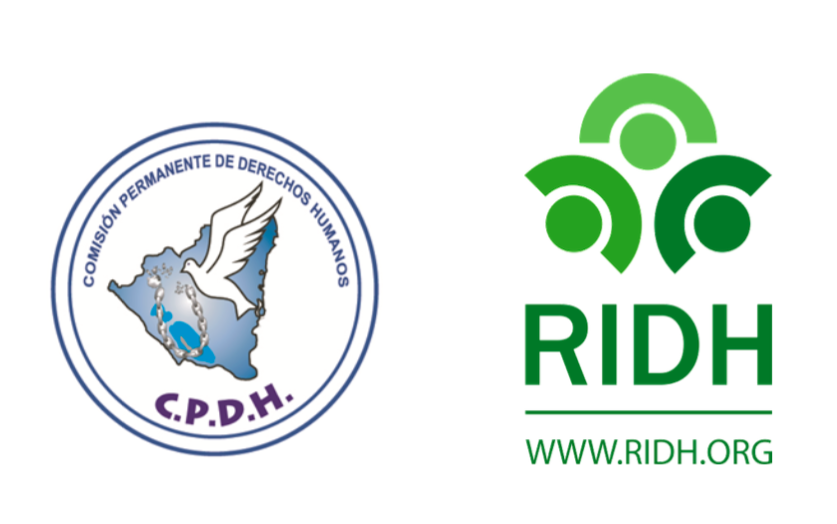 COMISIÓN PERMANENTE DE DERECHOS HUMANOS
C.P.D.H.
RIDH
WWW.RIDH.ORG